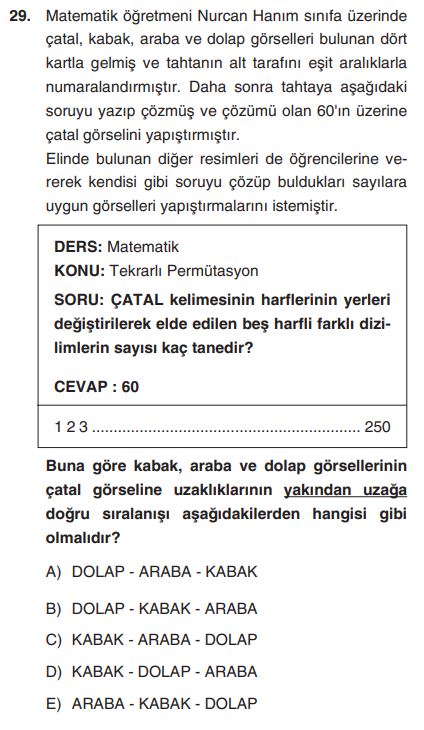 29. Matematik öğretmeni Nurcan Hanım sınıfa üzerinde
çatal, kabak, araba ve dolap görselleri bulunan dört
kartla gelmiş ve tahtanın alt tarafını eşit aralıklarla
numaralandırmıştır. Daha sonra tahtaya aşağıdaki
soruyu yazıp çözmüş ve çözümü olan 60'ın üzerine
çatal görselini yapıştırmıştır.
Elinde bulunan diğer resimleri de öğrencilerine ve-
rerek kendisi gibi soruyu çözüp buldukları sayılara
uygun görselleri yapıştırmalarını istemiştir.
DERS: Matematik
KONU: Tekrarlı Permütasyon
SORU: ÇATAL kelimesinin harflerinin yerleri
değiştirilerek elde edilen beş harfli farklı dizi-
limlerin sayısı kaç tanedir?
CEVAP : 60
1 2 3 ............................................................. 250
Buna göre kabak, araba ve dolap görsellerinin
çatal görseline uzaklıklarının yakından uzağa
doğru sıralanışı aşağıdakilerden hangisi gibi
olmalıdır?
A) DOLAP - ARABA - KABAK
B) DOLAP - KABAK - ARABA
C) KABAK - ARABA - DOLAP
D) KABAK - DOLAP - ARABA
E) ARABA - KABAK - DOLAP